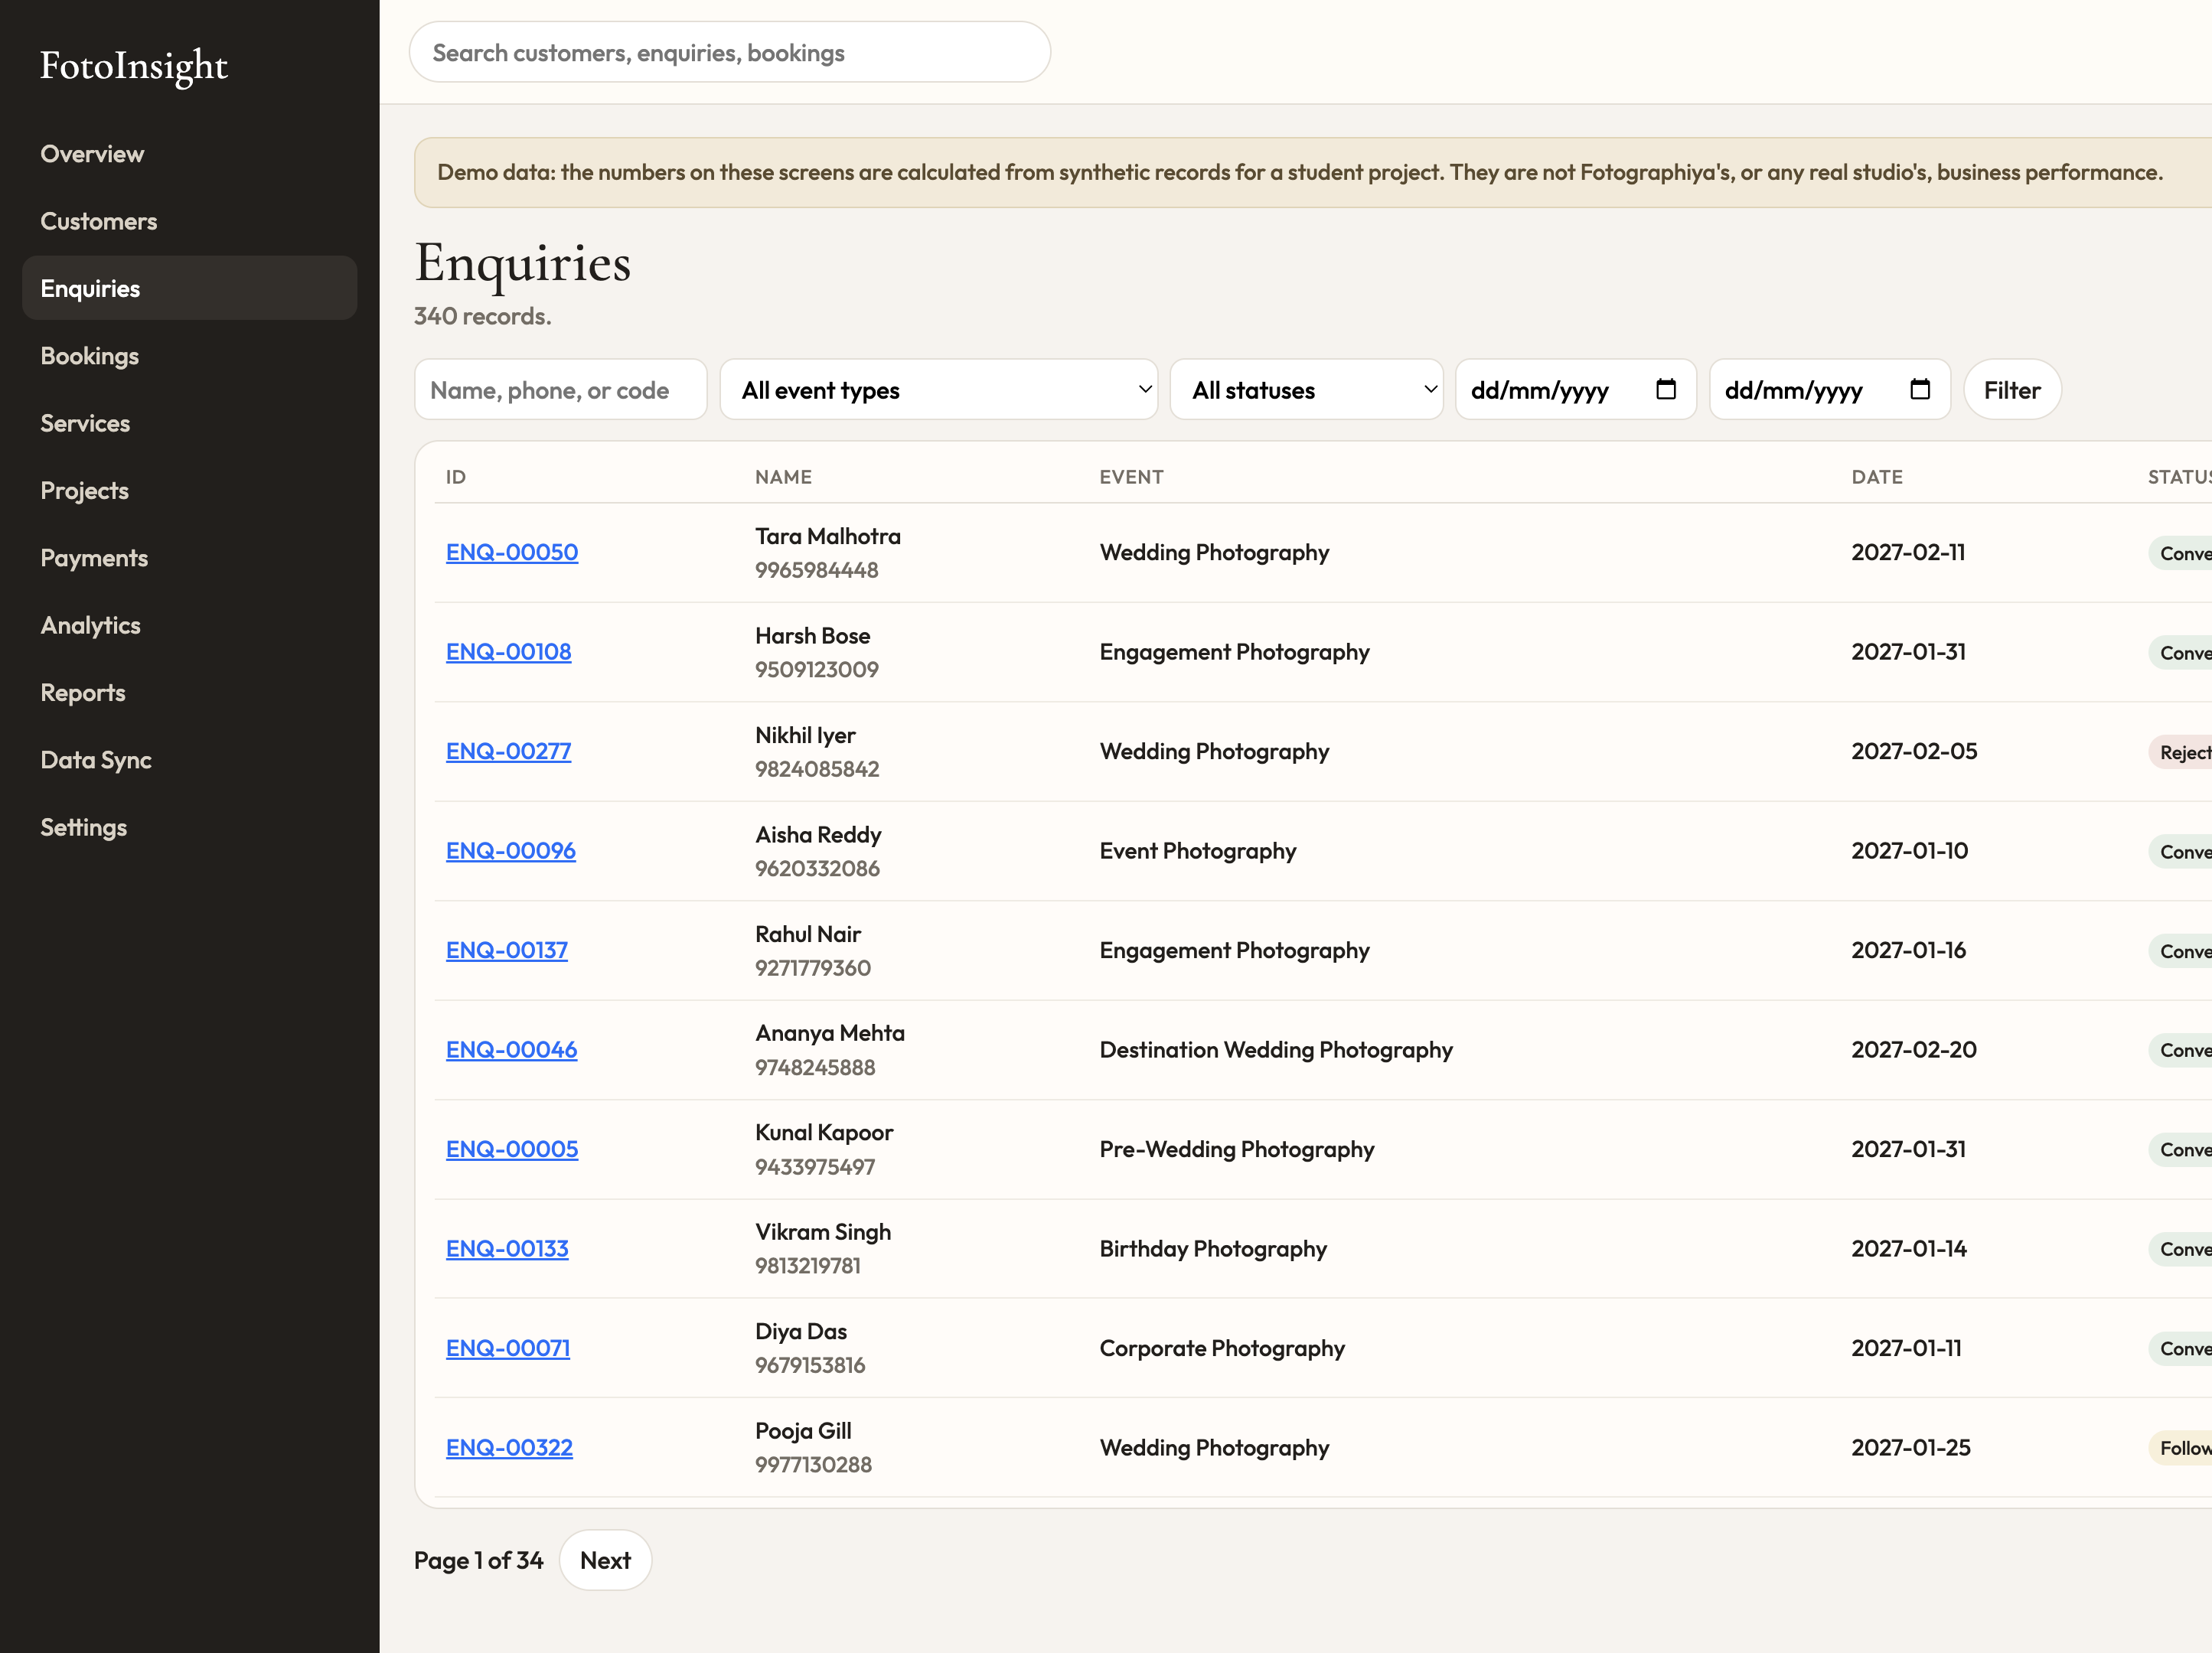 FotoInsight
Overview
Customers
Enquiries
Bookings
Services
Projects
Payments
Analytics
Reports
Data Sync
Settings
Search customers, enquiries, bookings
Demo data: the numbers on these screens are calculated from synthetic records for a student project. They are not Fotographiya's, or any real studio's, business performance.
Enquiries
340 records.
Name, phone, or code All event types All statuses dd/mm/yyyy dd/mm/yyyy Filter
ID NAME EVENT DATE
ENQ-00050 Tara Malhotra 9965984448 Wedding Photography 2027-02-11
ENQ-00108 Harsh Bose 9509123009 Engagement Photography 2027-01-31
ENQ-00277 Nikhil Iyer 9824085842 Wedding Photography 2027-02-05
ENQ-00096 Aisha Reddy 9620332086 Event Photography 2027-01-10
ENQ-00137 Rahul Nair 9271779360 Engagement Photography 2027-01-16
ENQ-00046 Ananya Mehta 9748245888 Destination Wedding Photography 2027-02-20
ENQ-00005 Kunal Kapoor 9433975497 Pre-Wedding Photography 2027-01-31
ENQ-00133 Vikram Singh 9813219781 Birthday Photography 2027-01-14
ENQ-00071 Diya Das 9679153816 Corporate Photography 2027-01-11
ENQ-00322 Pooja Gill 9977130288 Wedding Photography 2027-01-25
Page 1 of 34 Next